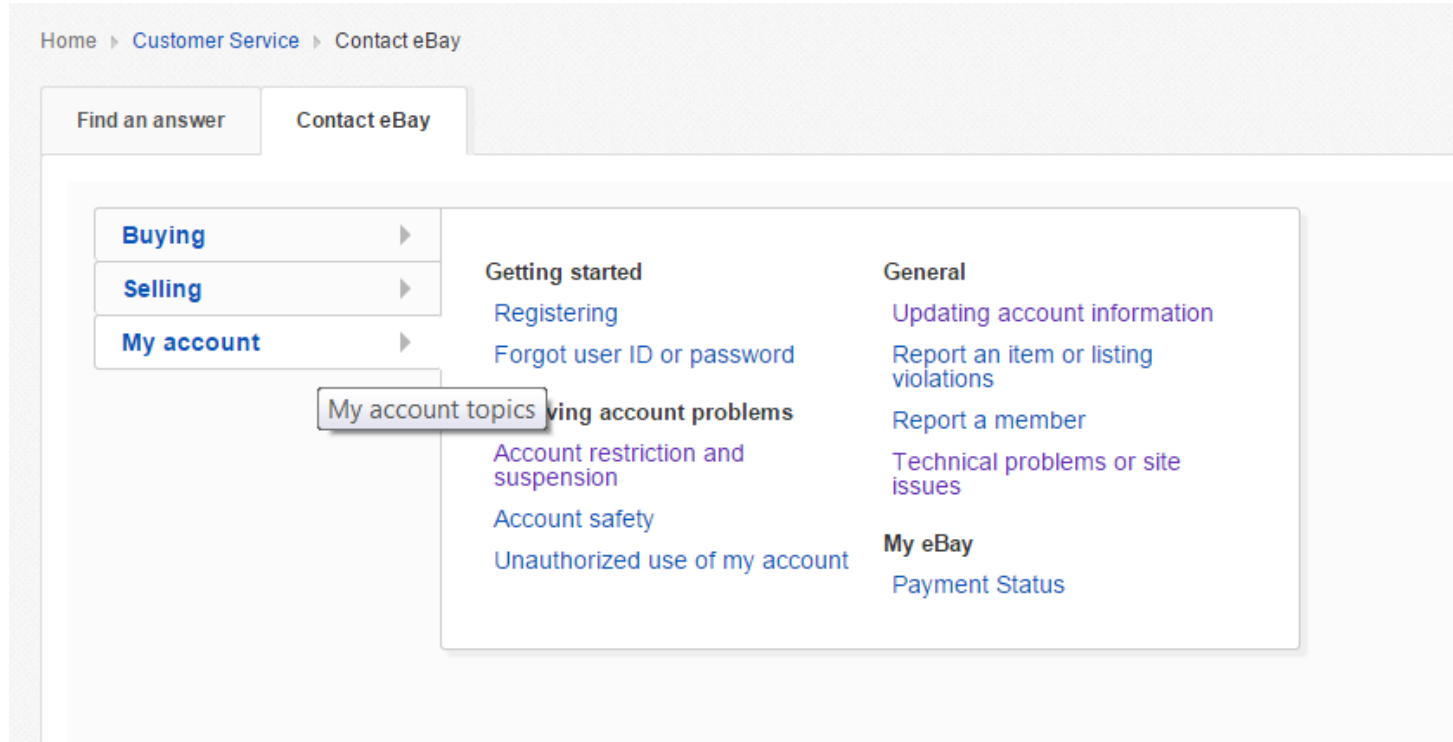 Home Customer Service Contact eBay
Find an answer
Contact eBay
Buying
Selling
My account
My account topics
Getting started
Registering
Forgot user ID or password
ving account problems
Account restriction and
suspension
Account safety
Unauthorized use of my account
General
Updating account information
Report an item or listing
violations
Report a member
Technical problems or site
issues
My eBay
Payment Status